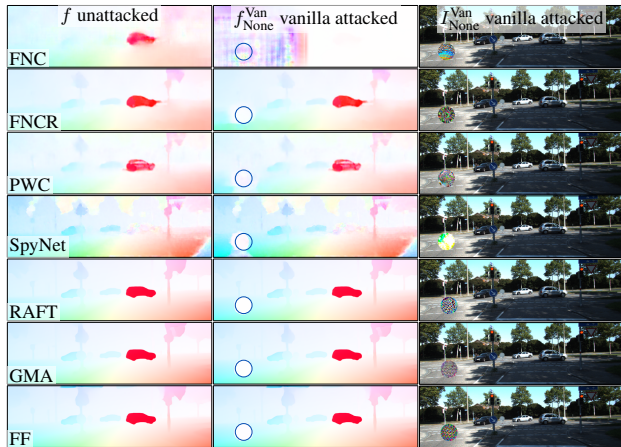 f unattacked
f^Van_None vanilla attacked
I^Van_None vanilla attacked
FNC
FNCR
PWC
SpyNet
RAFT
GMA
FF